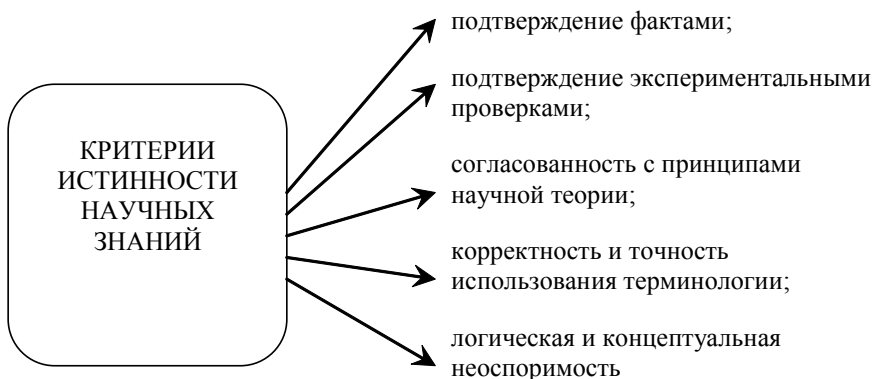 КРИТЕРИИ
ИСТИННОСТИ
НАУЧНЫХ
ЗНАНИЙ
подтверждение фактами;
подтверждение экспериментальными
проверками;
согласованность с принципами
научной теории;
корректность и точность
использования терминологии;
логическая и концептуальная
неоспоримость